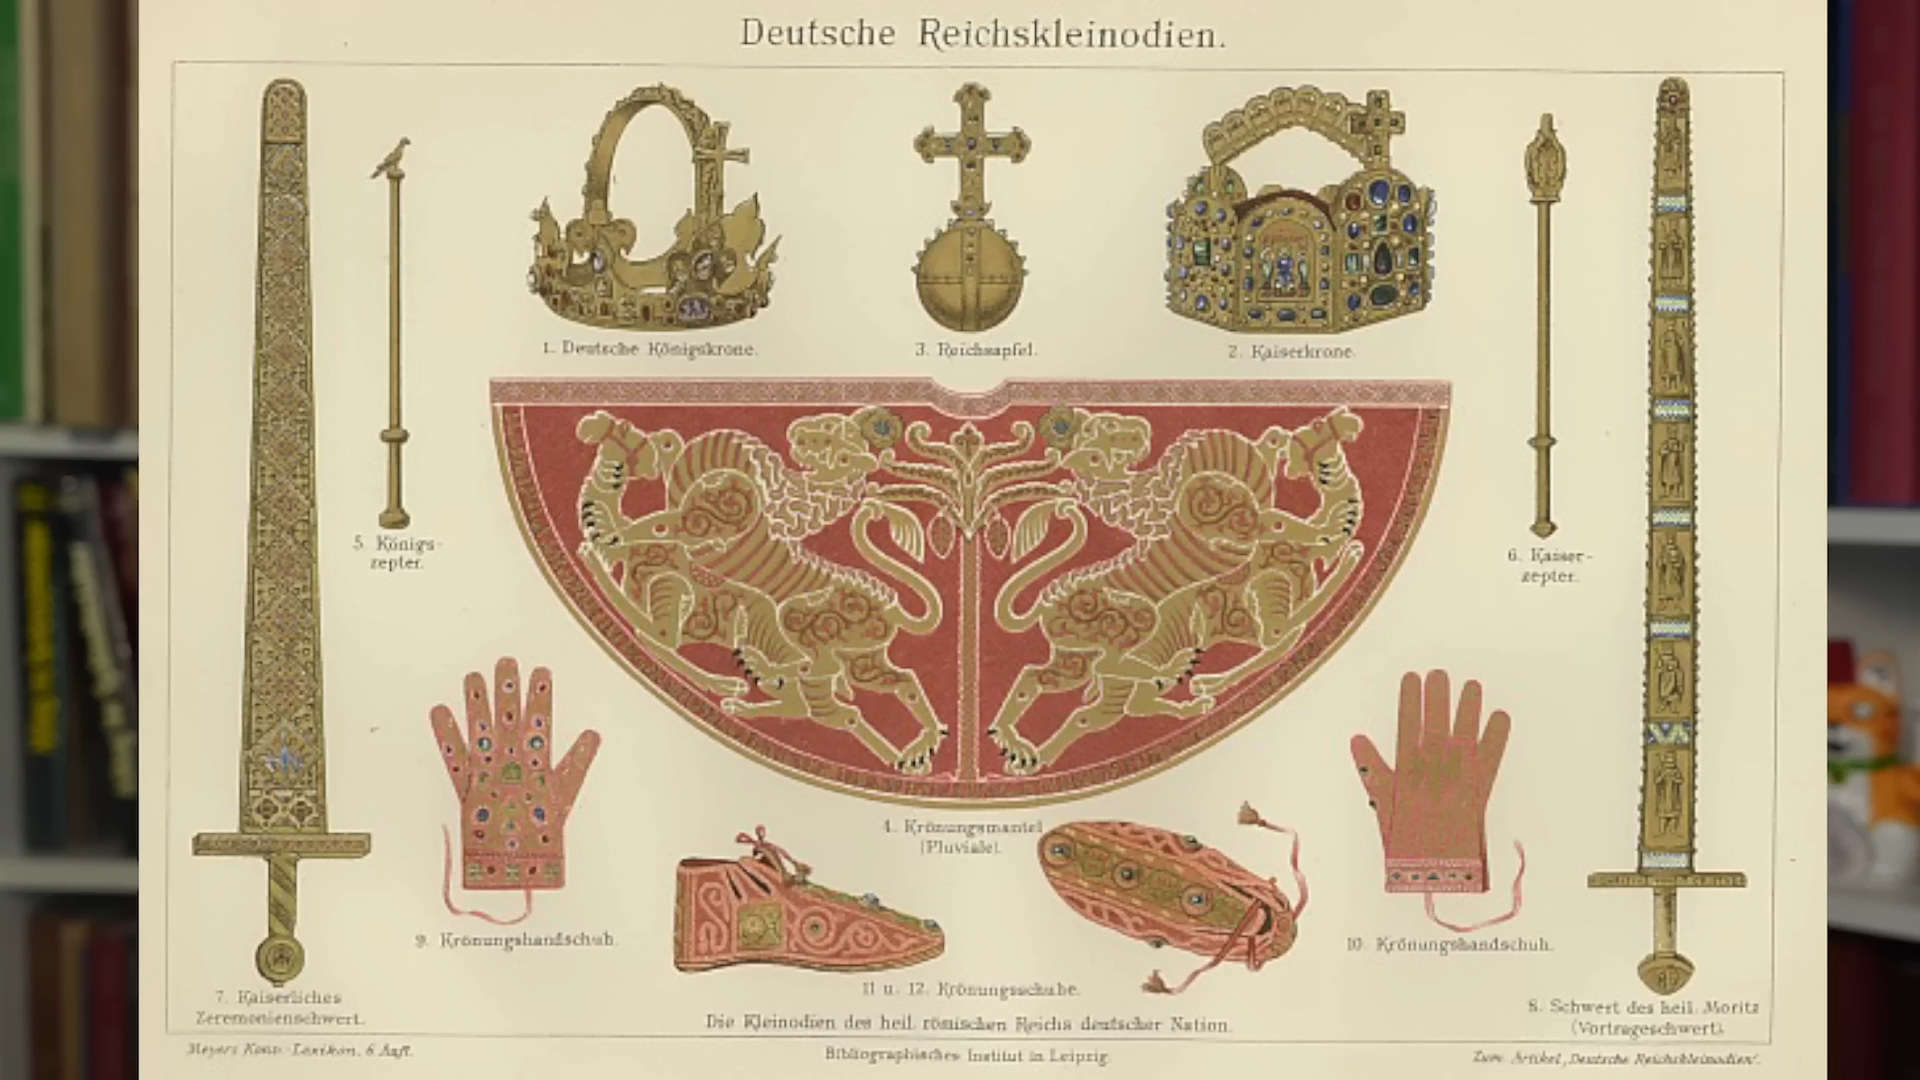 Deutsche Reichskleinodien.
1. Deutsche Königskrone.
3. Reichsapfel.
2. Kaiserkrone.
5. Königs-
zepter.
6. Kaiser-
zepter.
4. Krönungsmantel
(Pluviale).
9. Krönungshandschuh.
10. Krönungshandschuh.
11 u. 12. Krönungsschuhe.
7. Kaiserliches
Zeremonienschwert.
8. Schwert des heil. Moritz
(Vortrageschwert).
Die Kleinodien des heil. römischen Reichs deutscher Nation.
Meyers Konv.-Lexikon, 6. Aufl.
Bibliographisches Institut in Leipzig.
Zum Artikel „Deutsche Reichskleinodien‟.